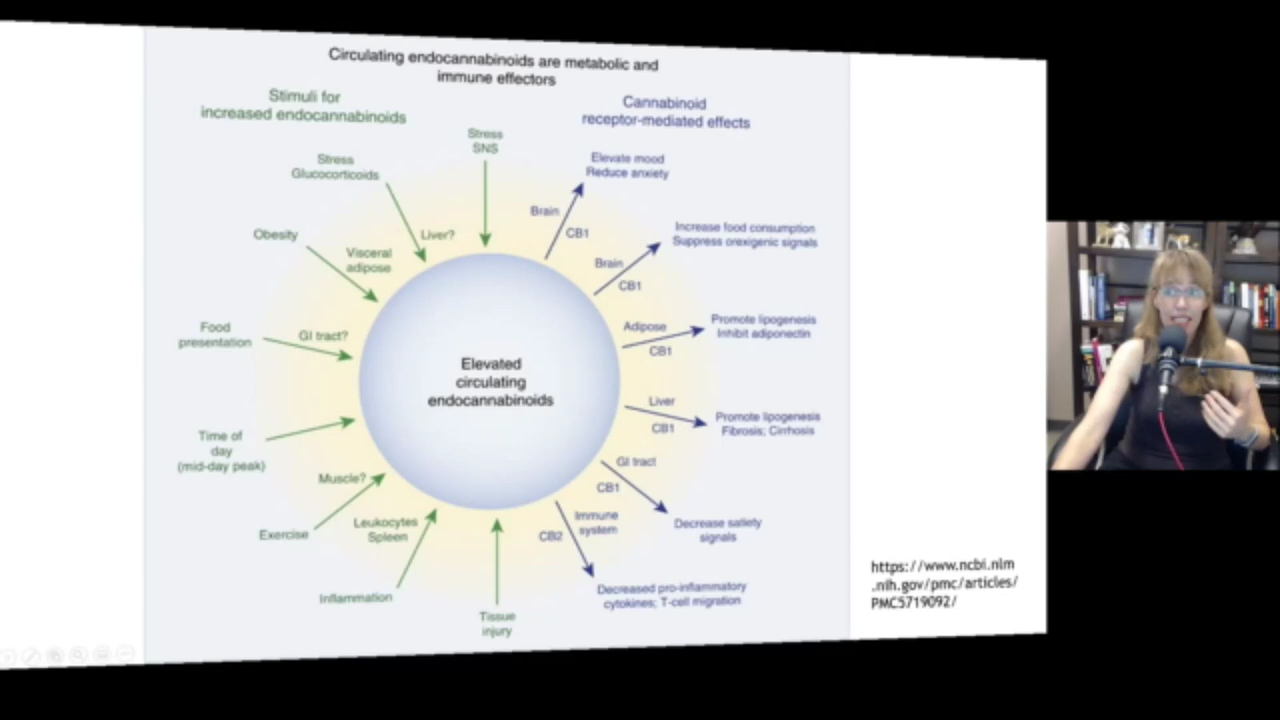 Circulating endocannabinoids are metabolic and
immune effectors
Stimuli for
increased endocannabinoids
Cannabinoid
receptor-mediated effects
Stress
SNS
Stress
Glucocorticoids
Liver?
Obesity
Visceral
adipose
Food
presentation
GI tract?
Time of
day
(mid-day peak)
Muscle?
Exercise
Leukocytes
Spleen
Inflammation
Tissue
injury
Elevated
circulating
endocannabinoids
Elevate mood
Reduce anxiety
Brain
CB1
Increase food consumption
Suppress orexigenic signals
Brain
CB1
Promote lipogenesis
Inhibit adiponectin
Adipose
CB1
Liver
CB1
Promote lipogenesis
Fibrosis; Cirrhosis
GI tract
CB1
Decrease satiety
signals
Immune
system
CB2
Decreased pro-inflammatory
cytokines; T-cell migration
https://www.ncbi.nlm
.nih.gov/pmc/articles/
PMC5719092/